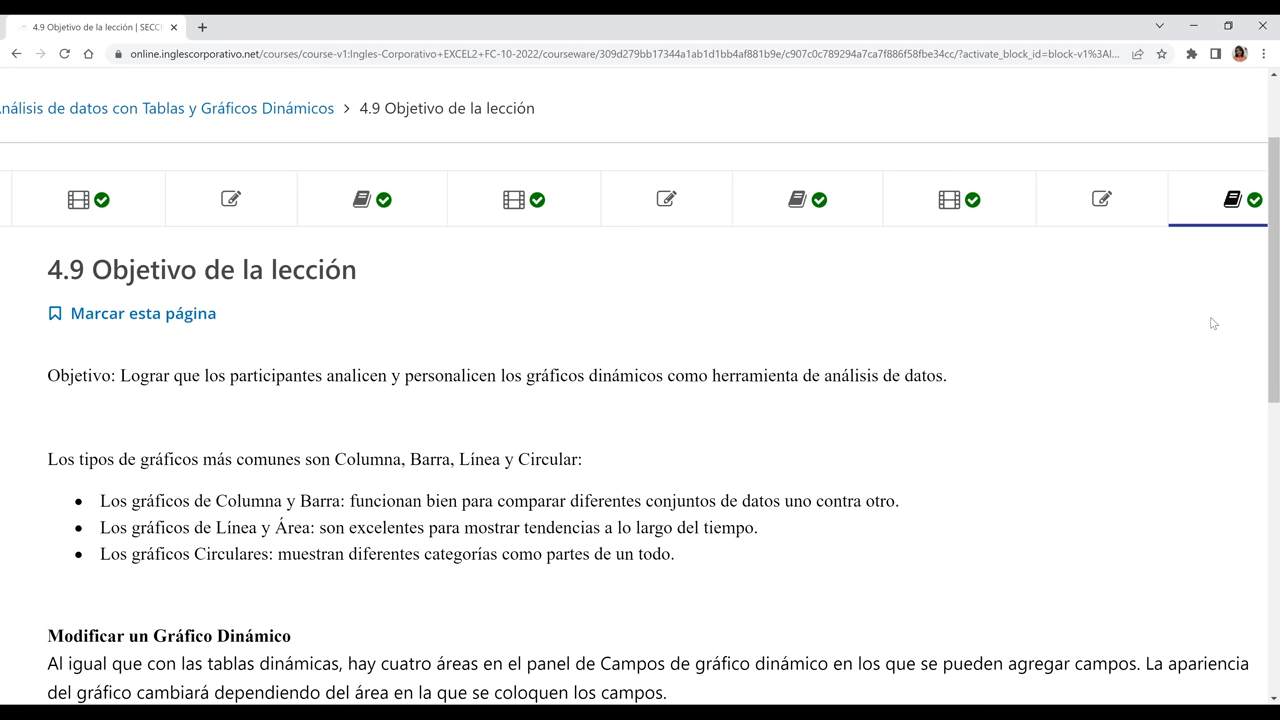 4.9 Objetivo de la lección | SECCI
online.inglescorporativo.net/courses/course-v1:Ingles-Corporativo+EXCEL2+FC-10-2022/courseware/309d279bb17344a1ab1d1bb4af881b9e/c907c0c789294a7ca7f886f58fbe34cc/?activate_block_id=block-v1%3AI...
Análisis de datos con Tablas y Gráficos Dinámicos > 4.9 Objetivo de la lección
4.9 Objetivo de la lección
Marcar esta página
Objetivo: Lograr que los participantes analicen y personalicen los gráficos dinámicos como herramienta de análisis de datos.
Los tipos de gráficos más comunes son Columna, Barra, Línea y Circular:
• Los gráficos de Columna y Barra: funcionan bien para comparar diferentes conjuntos de datos uno contra otro.
• Los gráficos de Línea y Área: son excelentes para mostrar tendencias a lo largo del tiempo.
• Los gráficos Circulares: muestran diferentes categorías como partes de un todo.
Modificar un Gráfico Dinámico
Al igual que con las tablas dinámicas, hay cuatro áreas en el panel de Campos de gráfico dinámico en los que se pueden agregar campos. La apariencia
del gráfico cambiará dependiendo del área en la que se coloquen los campos.